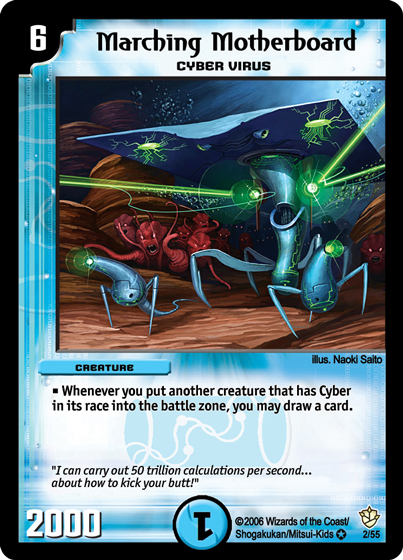 6
Marching Motherboard
CYBER VIRUS
illus. Naoki Saito
CREATURE
▪ Whenever you put another creature that has Cyber
in its race into the battle zone, you may draw a card.
"I can carry out 50 trillion calculations per second...
about how to kick your butt!"
2000
1
©2006 Wizards of the Coast/
Shogakukan/Mitsui-Kids ✪ 2/55